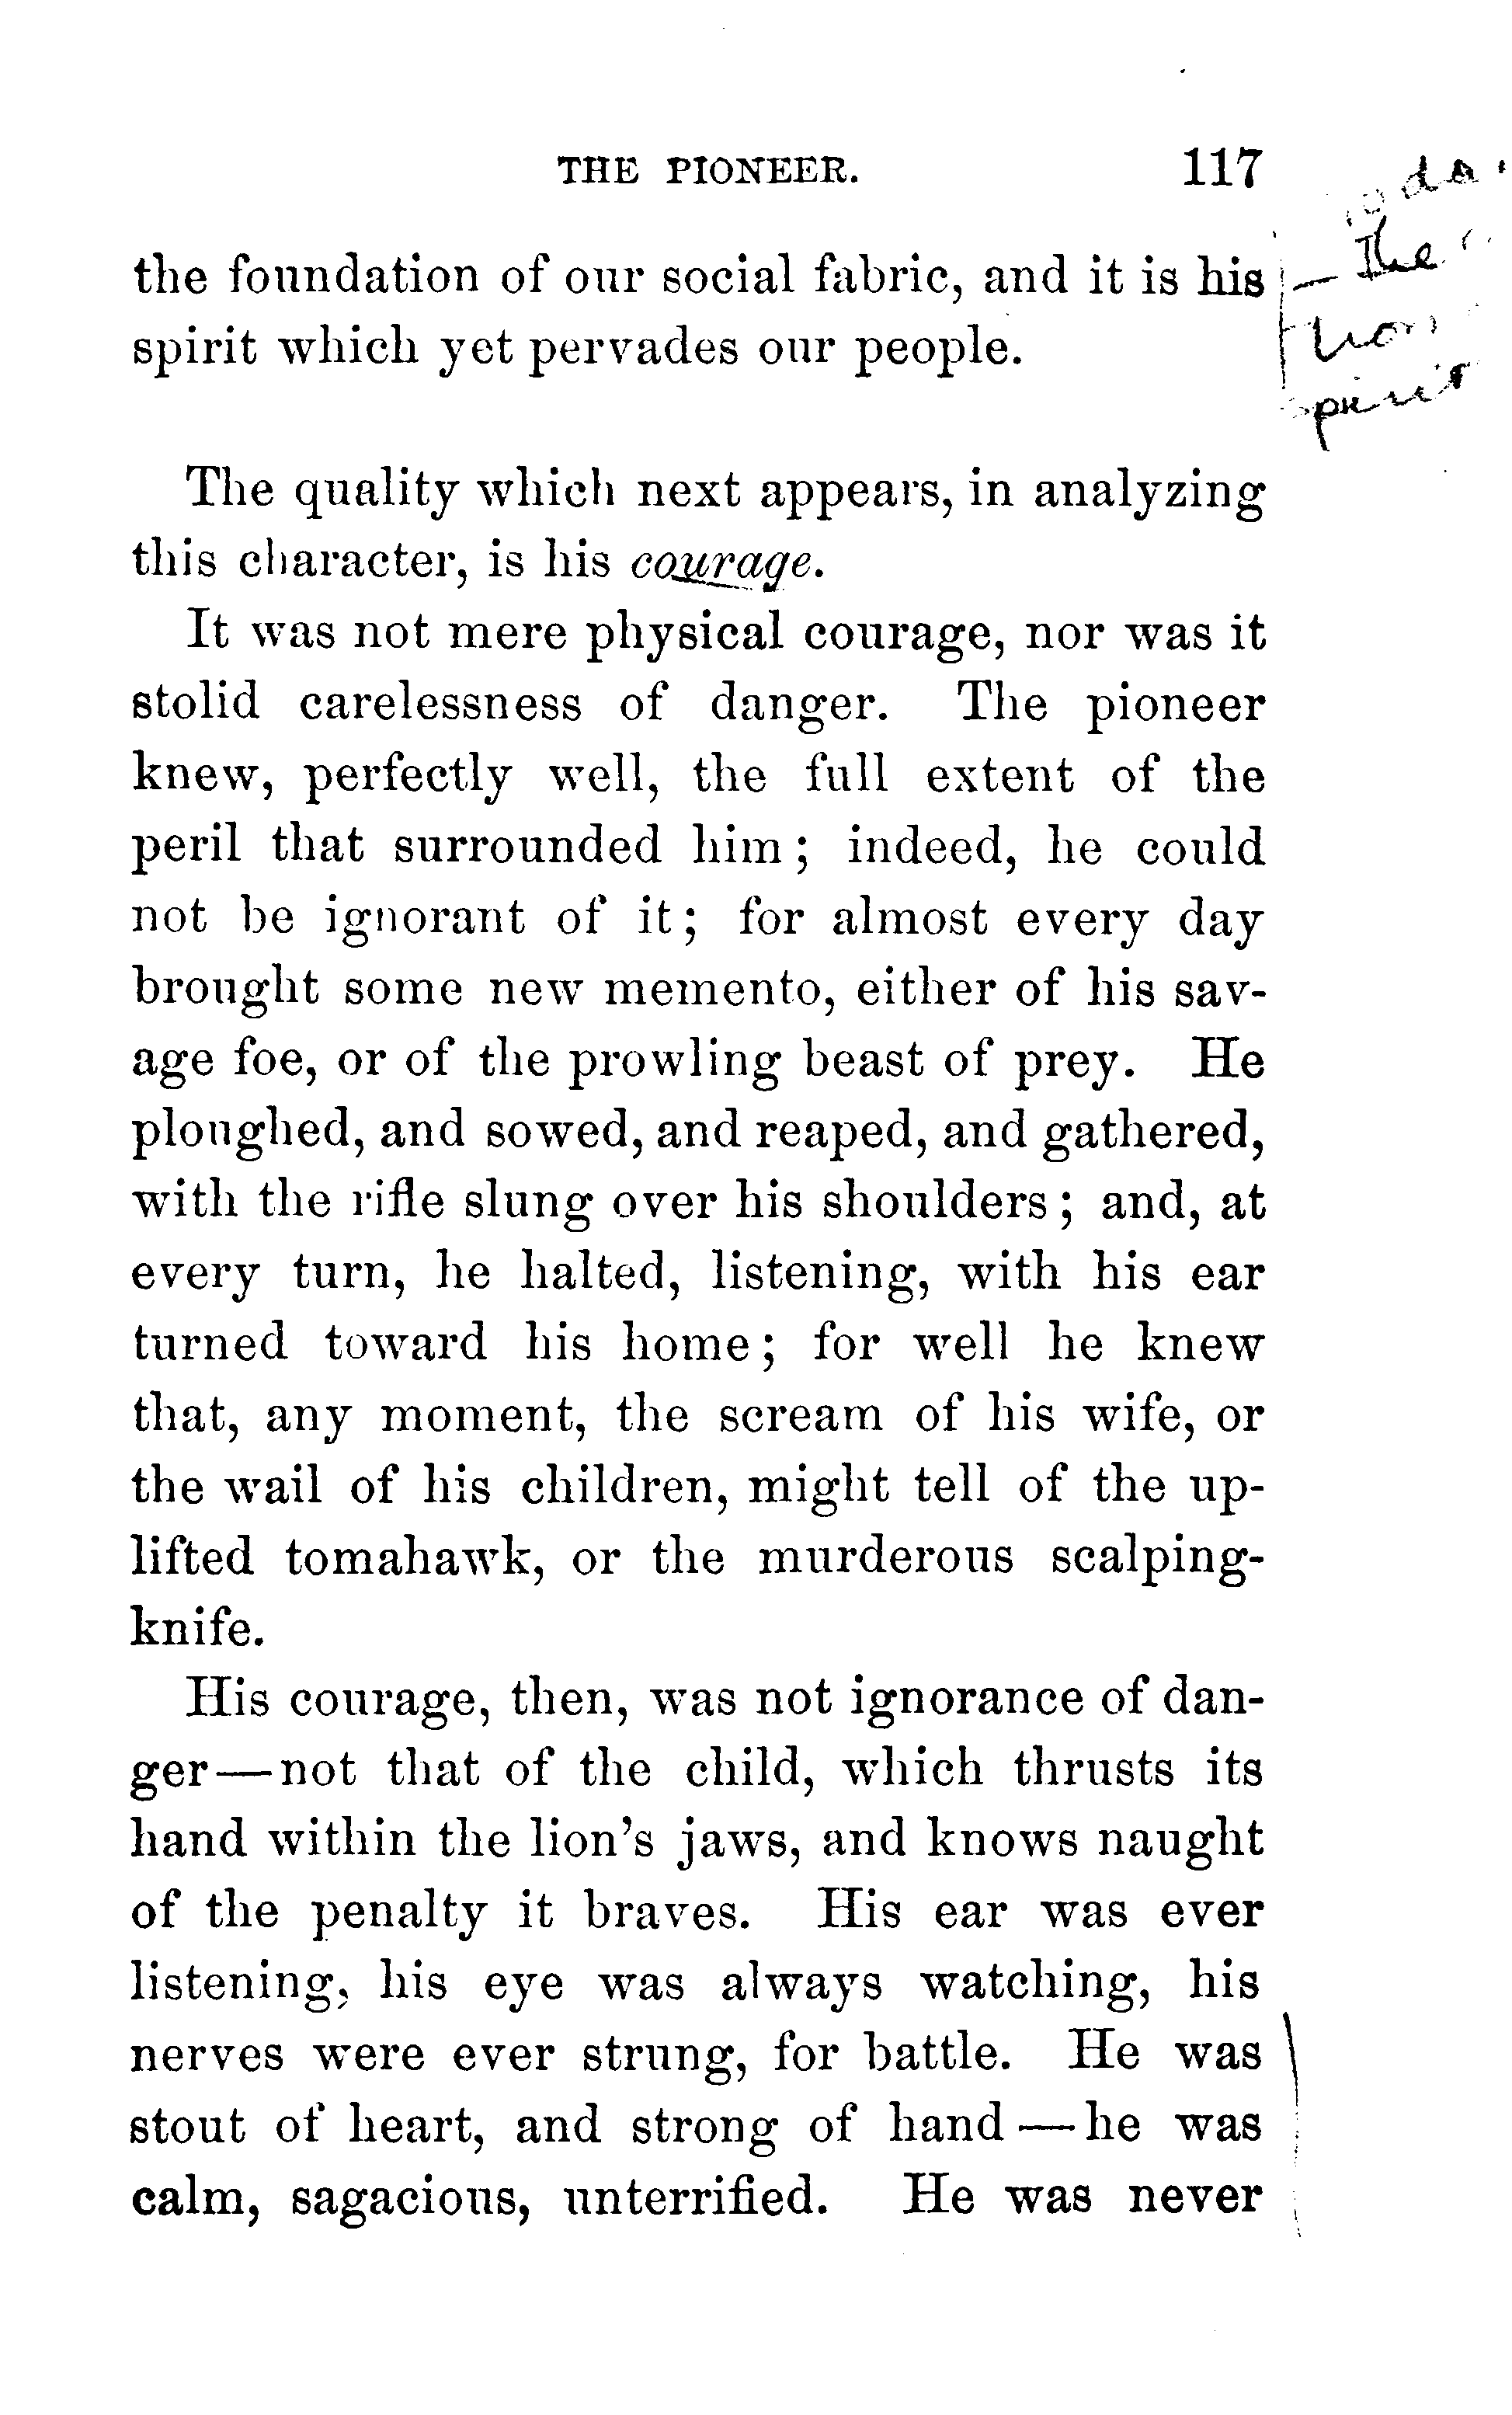 THE PIONEER. 117
the foundation of our social fabric, and it is his
spirit which yet pervades our people.
The
spirit
The quality which next appears, in analyzing
this character, is his courage.
It was not mere physical courage, nor was it
stolid carelessness of danger. The pioneer
knew, perfectly well, the full extent of the
peril that surrounded him; indeed, he could
not be ignorant of it; for almost every day
brought some new memento, either of his sav-
age foe, or of the prowling beast of prey. He
ploughed, and sowed, and reaped, and gathered,
with the rifle slung over his shoulders; and, at
every turn, he halted, listening, with his ear
turned toward his home; for well he knew
that, any moment, the scream of his wife, or
the wail of his children, might tell of the up-
lifted tomahawk, or the murderous scalping-
knife.
His courage, then, was not ignorance of dan-
ger—not that of the child, which thrusts its
hand within the lion's jaws, and knows naught
of the penalty it braves. His ear was ever
listening, his eye was always watching, his
nerves were ever strung, for battle. He was
stout of heart, and strong of hand—he was
calm, sagacious, unterrified. He was never